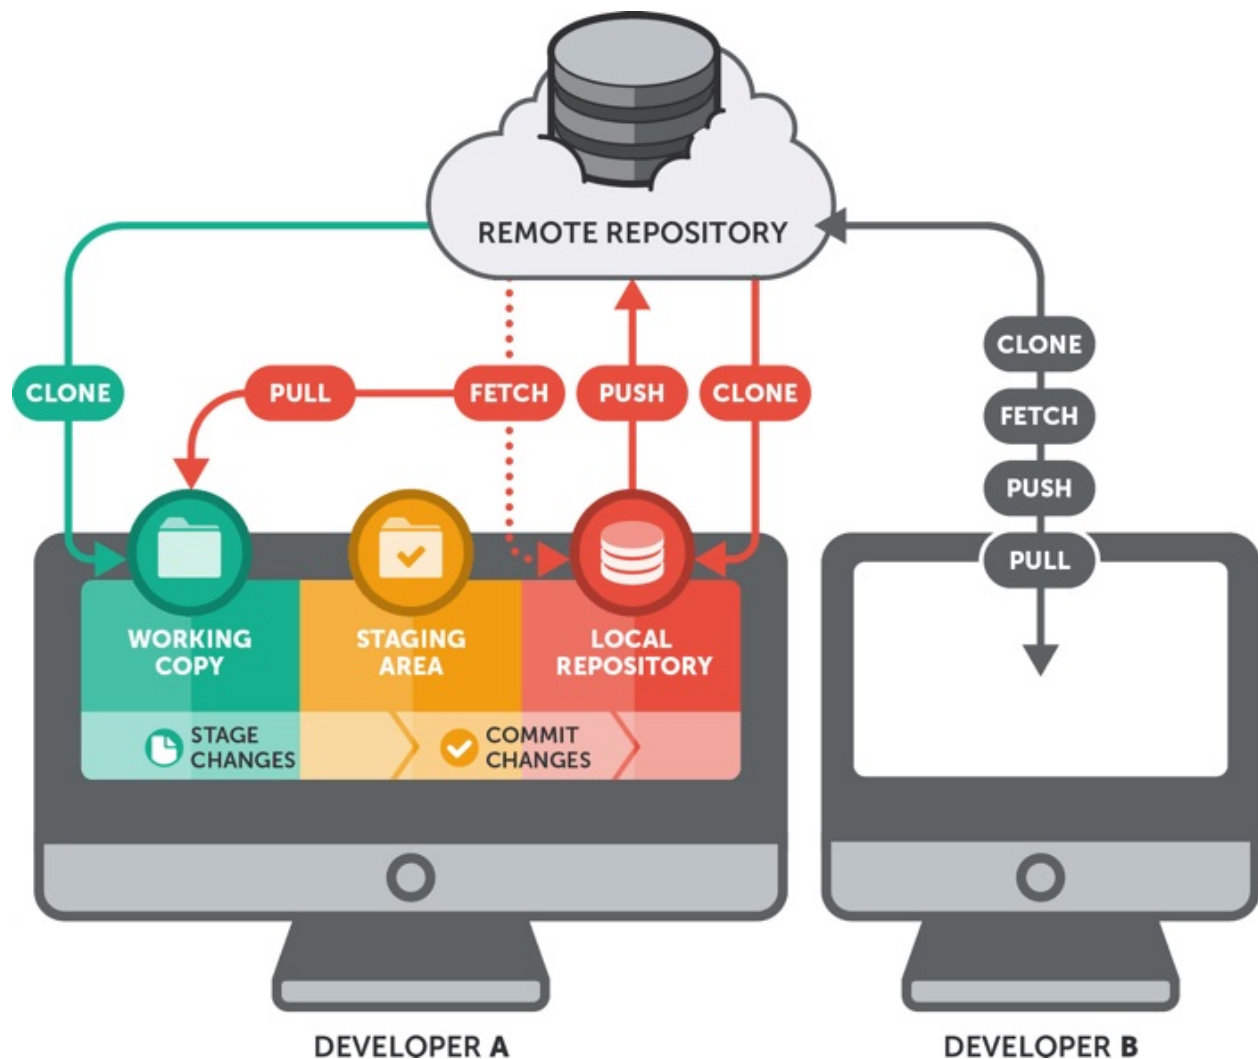 REMOTE REPOSITORY
CLONE
PULL
FETCH
PUSH
CLONE
WORKING
COPY
STAGING
AREA
LOCAL
REPOSITORY
STAGE
CHANGES
COMMIT
CHANGES
DEVELOPER A
CLONE
FETCH
PUSH
PULL
DEVELOPER B